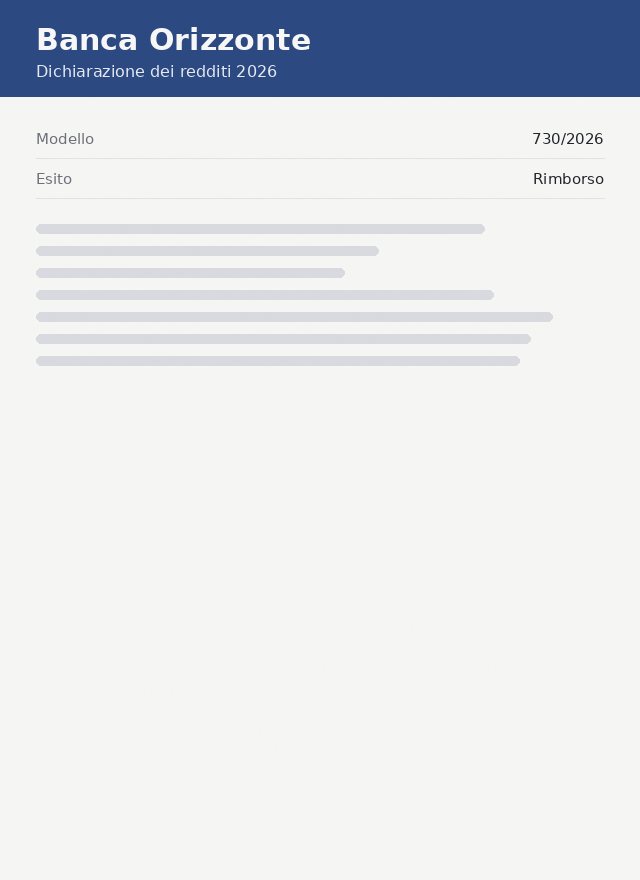 Banca Orizzonte
Dichiarazione dei redditi 2026
Modello 730/2026
Esito Rimborso